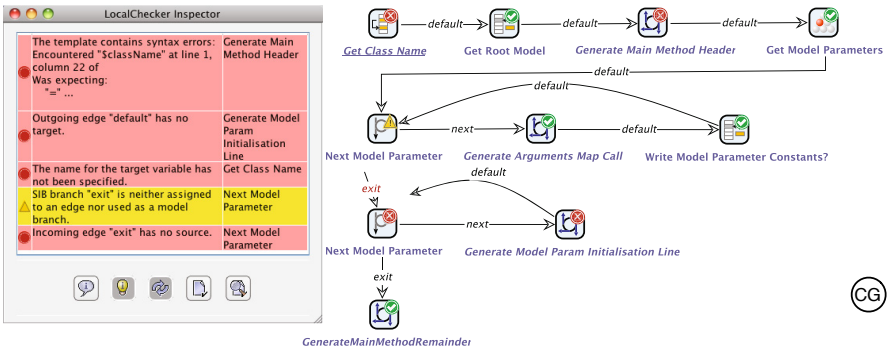 LocalChecker Inspector
The template contains syntax errors:
Encountered "$className" at line 1,
column 22 of
Was expecting:
"=" ...
Generate Main
Method Header
Outgoing edge "default" has no
target.
Generate Model
Param
Initialisation
Line
The name for the target variable has
not been specified.
Get Class Name
SIB branch "exit" is neither assigned
to an edge nor used as a model
branch.
Next Model
Parameter
Incoming edge "exit" has no source.
Next Model
Parameter
default
default
default
Get Class Name
Get Root Model
Generate Main Method Header
Get Model Parameters
default
default
next
default
Next Model Parameter
Generate Arguments Map Call
Write Model Parameter Constants?
exit
default
next
Next Model Parameter
Generate Model Param Initialisation Line
exit
GenerateMainMethodRemainder
CG